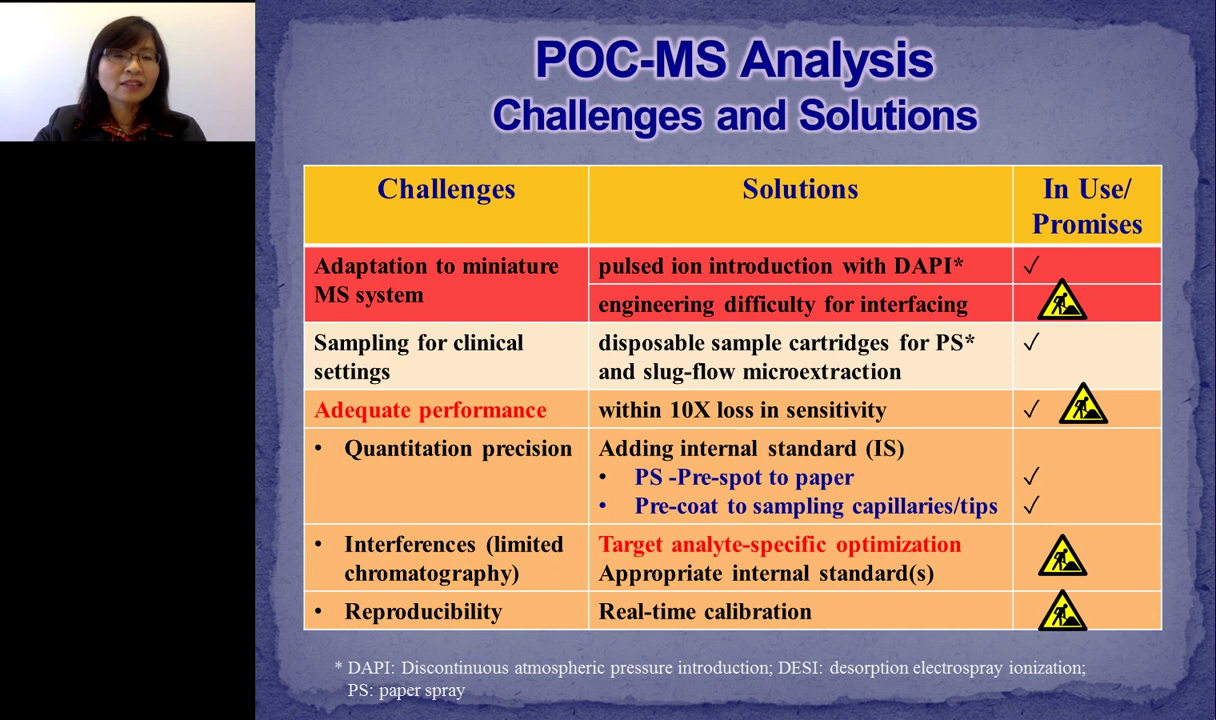 POC-MS Analysis
Challenges and Solutions
Challenges
Solutions
In Use/
Promises
Adaptation to miniature
MS system
pulsed ion introduction with DAPI*
✓
engineering difficulty for interfacing
Sampling for clinical
settings
disposable sample cartridges for PS*
and slug-flow microextraction
✓
Adequate performance
within 10X loss in sensitivity
✓
• Quantitation precision
Adding internal standard (IS)
• PS -Pre-spot to paper
✓
• Pre-coat to sampling capillaries/tips
✓
• Interferences (limited
chromatography)
Target analyte-specific optimization
Appropriate internal standard(s)
• Reproducibility
Real-time calibration
* DAPI: Discontinuous atmospheric pressure introduction; DESI: desorption electrospray ionization;
PS: paper spray